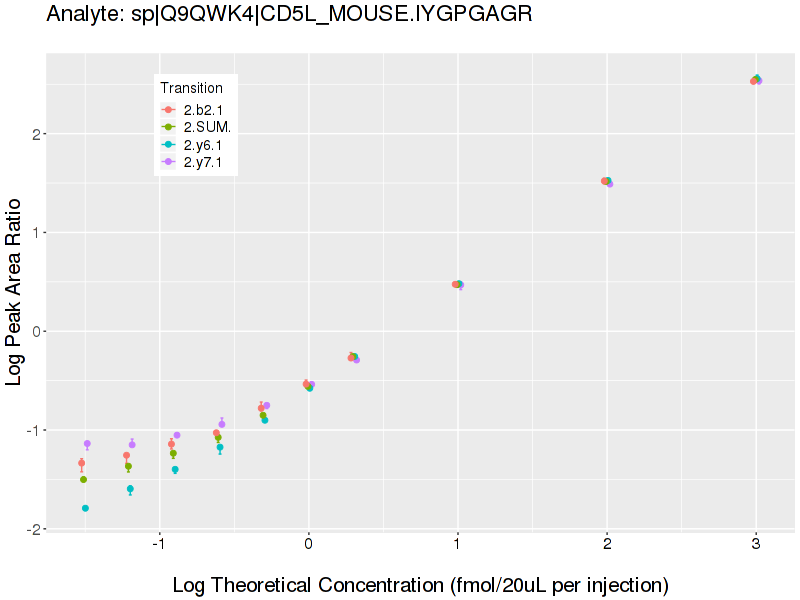 Analyte: sp|Q9QWK4|CD5L_MOUSE.IYGPGAGR
Transition
2.b2.1
2.SUM.
2.y6.1
2.y7.1
Log Peak Area Ratio
2
1
0
-1
-2
-1 0 1 2 3
Log Theoretical Concentration (fmol/20uL per injection)